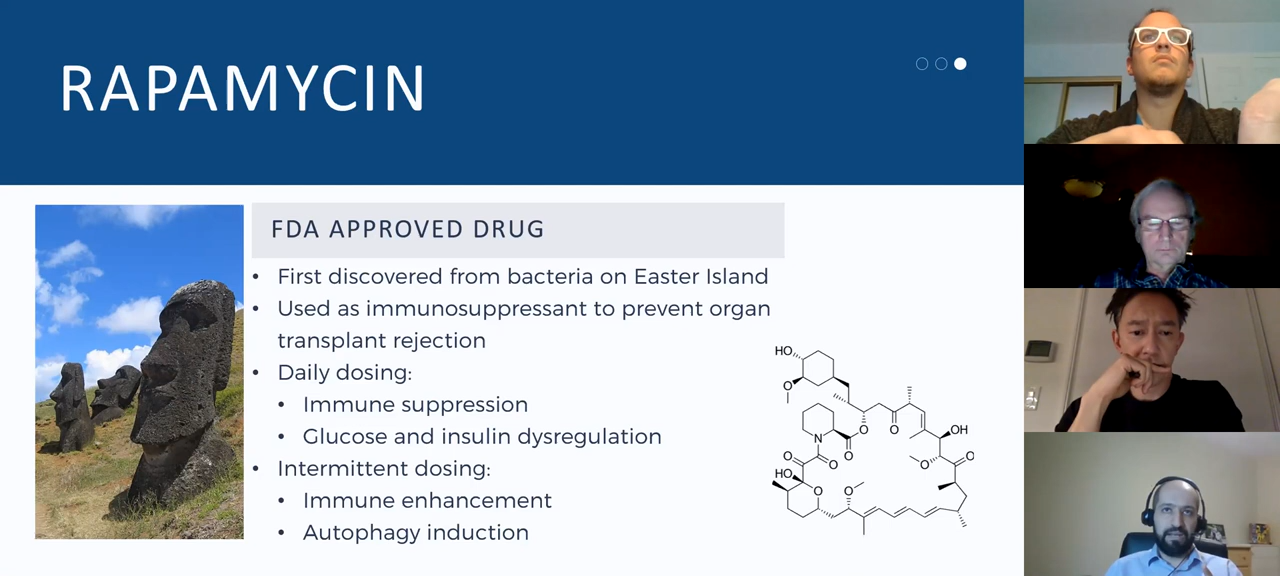 RAPAMYCIN
FDA APPROVED DRUG
• First discovered from bacteria on Easter Island
• Used as immunosuppressant to prevent organ
transplant rejection
• Daily dosing:
• Immune suppression
• Glucose and insulin dysregulation
• Intermittent dosing:
• Immune enhancement
• Autophagy induction
HO
O
O
O
OH
N
O
O
O
O
O
HO
O
O
O